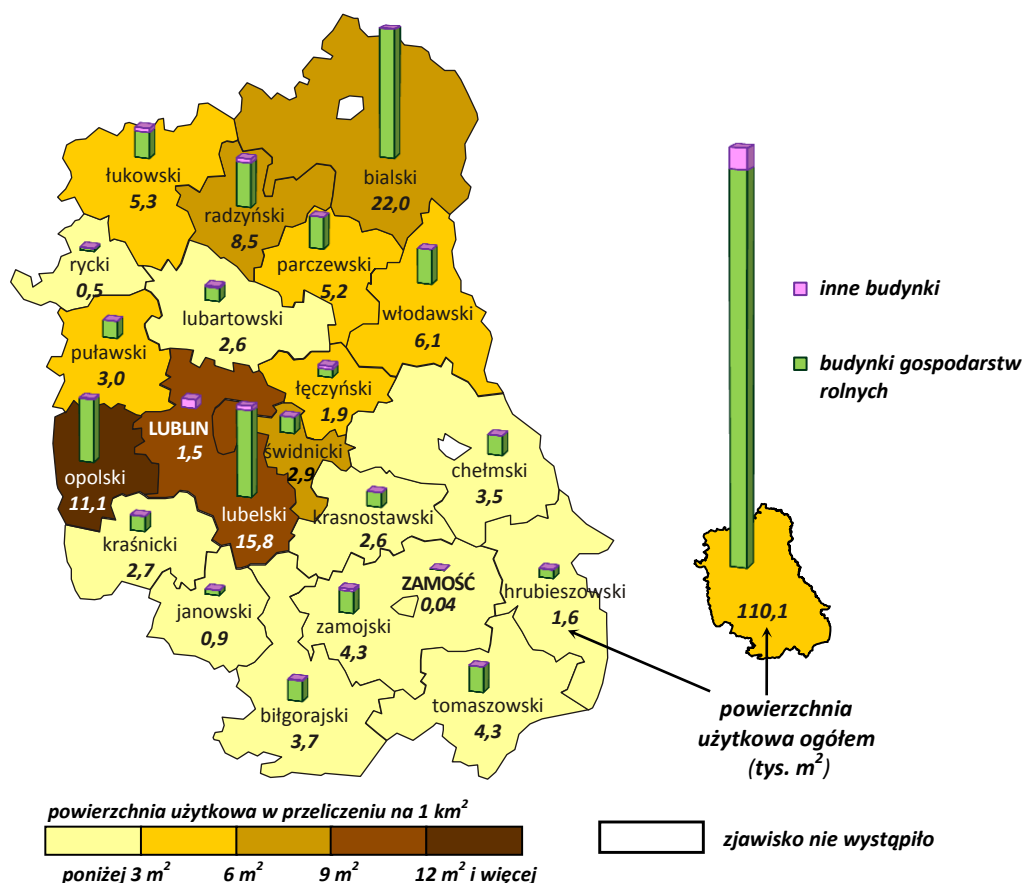 łukowski
5,3
radzyński
8,5
bialski
22,0
rycki
0,5
parczewski
5,2
lubartowski
2,6
włodawski
6,1
puławski
3,0
łęczyński
1,9
LUBLIN
1,5
świdnicki
2,9
opolski
11,1
lubelski
15,8
chełmski
3,5
krasnostawski
2,6
kraśnicki
2,7
janowski
0,9
ZAMOŚĆ
0,04
zamojski
4,3
hrubieszowski
1,6
biłgorajski
3,7
tomaszowski
4,3
inne budynki
budynki gospodarstw
rolnych
110,1
powierzchnia
użytkowa ogółem
(tys. m²)
powierzchnia użytkowa w przeliczeniu na 1 km²
poniżej 3 m² 6 m² 9 m² 12 m² i więcej
zjawisko nie wystąpiło